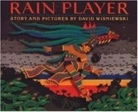 RAIN PLAYER
STORY AND PICTURES BY DAVID WISNIEWSKI